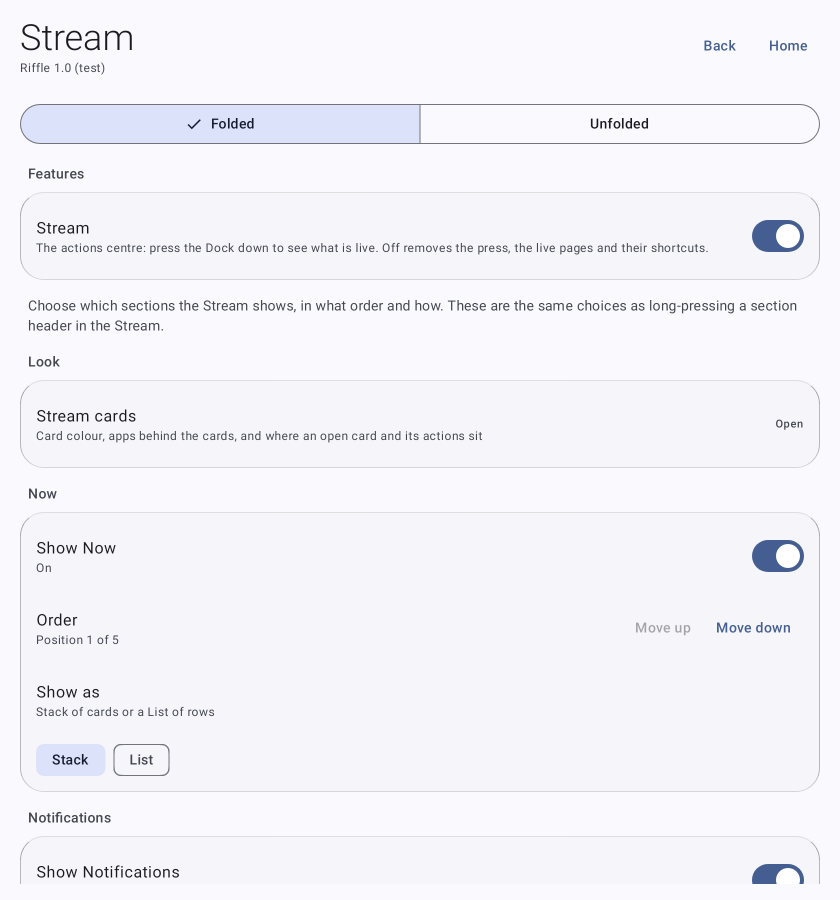 Stream
Riffle 1.0 (test)
Back
Home
Folded
Unfolded
Features
Stream
The actions centre: press the Dock down to see what is live. Off removes the press, the live pages and their shortcuts.
Choose which sections the Stream shows, in what order and how. These are the same choices as long-pressing a section
header in the Stream.
Look
Stream cards
Card colour, apps behind the cards, and where an open card and its actions sit
Open
Now
Show Now
On
Order
Position 1 of 5
Move up
Move down
Show as
Stack of cards or a List of rows
Stack
List
Notifications
Show Notifications